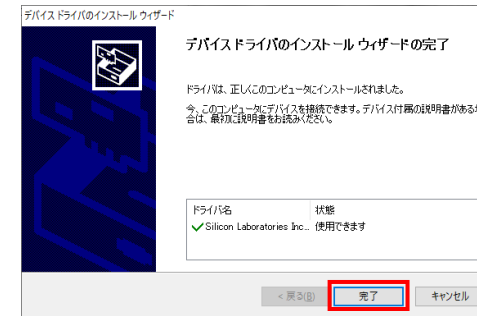 デバイス ドライバのインストール ウィザード
デバイス ドライバのインストール ウィザードの完了
ドライバは、正しくこのコンピュータにインストールされました。
今、このコンピュータにデバイスを接続できます。デバイス付属の説明書がある場
合は、最初に説明書をお読みください。
ドライバ名 状態
Silicon Laboratories Inc... 使用できます
< 戻る(B) 完了 キャンセル